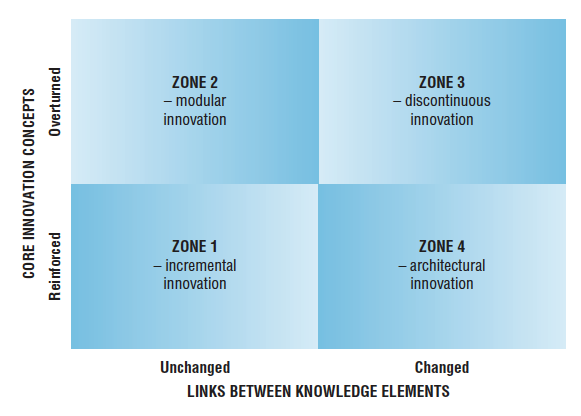 CORE INNOVATION CONCEPTS
Overturned
Reinforced
ZONE 2
– modular
innovation
ZONE 3
– discontinuous
innovation
ZONE 1
– incremental
innovation
ZONE 4
– architectural
innovation
Unchanged
Changed
LINKS BETWEEN KNOWLEDGE ELEMENTS